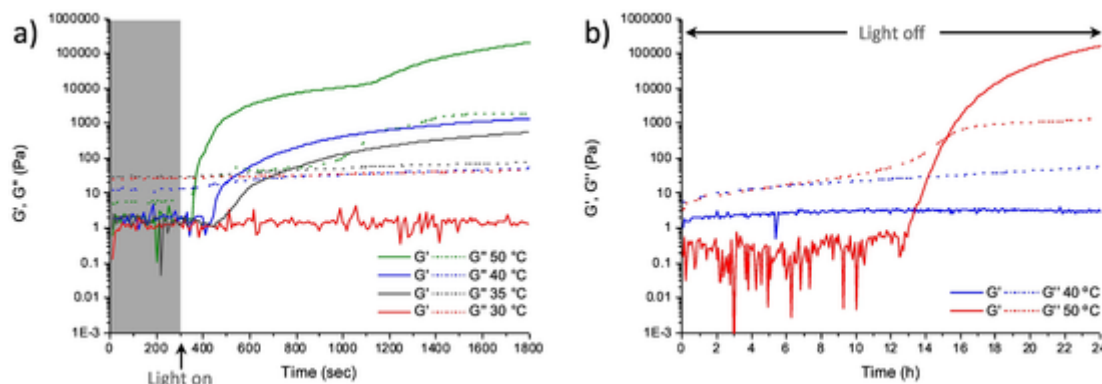 a)
G', G'' (Pa)
1000000
100000
10000
1000
100
10
1
0.1
0.01
1E-3
G' G'' 50 °C
G' G'' 40 °C
G' G'' 35 °C
G' G'' 30 °C
0 200 400 600 800 1000 1200 1400 1600 1800
Light on
Time (sec)
b)
Light off
G', G'' (Pa)
1000000
100000
10000
1000
100
10
1
0.1
0.01
1E-3
G' G'' 40 ºC
G' G'' 50 ºC
0 2 4 6 8 10 12 14 16 18 20 22 24
Time (h)